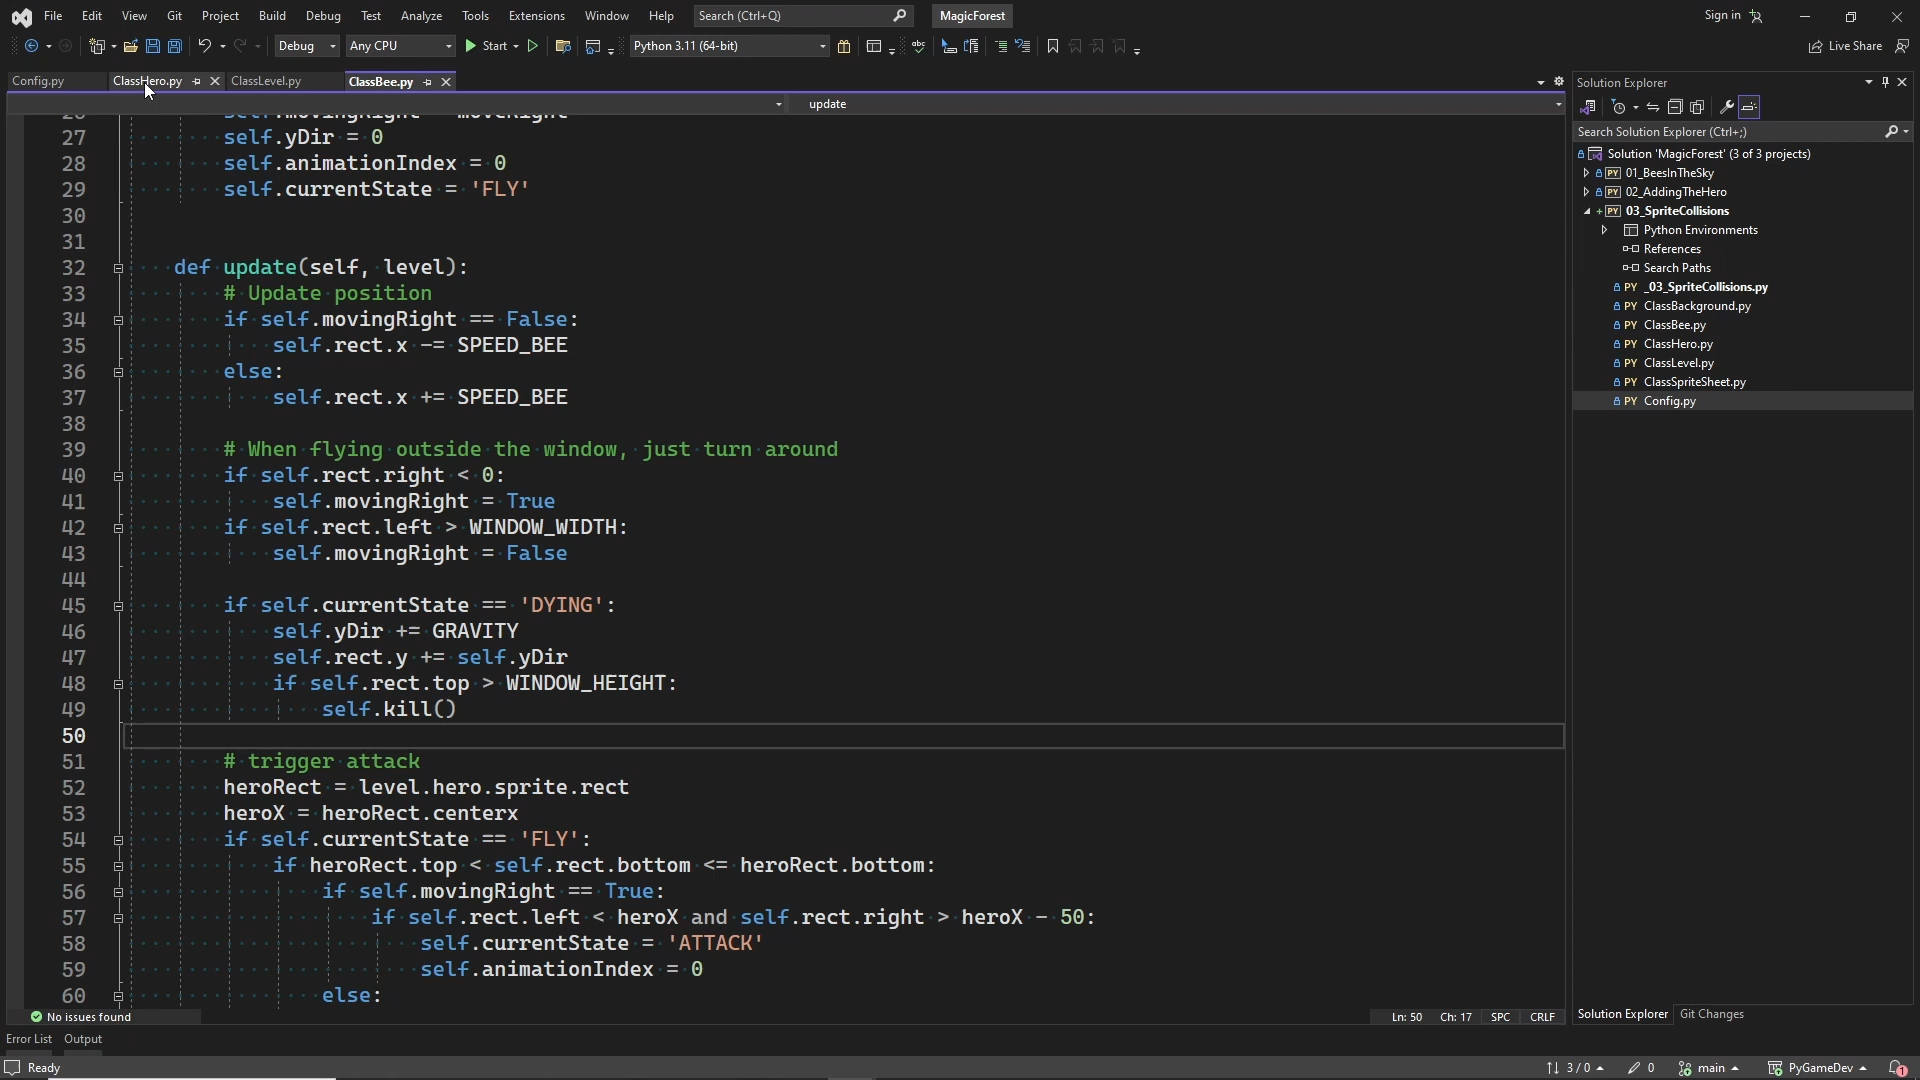 File Edit View Git Project Build Debug Test Analyze Tools Extensions Window Help Search (Ctrl+Q) MagicForest Sign in
Debug Any CPU Start Python 3.11 (64-bit) Live Share
Config.py ClassHero.py ClassLevel.py ClassBee.py
update
27 self.yDir = 0
28 self.animationIndex = 0
29 self.currentState = 'FLY'
30
31
32 def update(self, level):
33 # Update position
34 if self.movingRight == False:
35 self.rect.x -= SPEED_BEE
36 else:
37 self.rect.x += SPEED_BEE
38
39 # When flying outside the window, just turn around
40 if self.rect.right < 0:
41 self.movingRight = True
42 if self.rect.left > WINDOW_WIDTH:
43 self.movingRight = False
44
45 if self.currentState == 'DYING':
46 self.yDir += GRAVITY
47 self.rect.y += self.yDir
48 if self.rect.top > WINDOW_HEIGHT:
49 self.kill()
50
51 # trigger attack
52 heroRect = level.hero.sprite.rect
53 heroX = heroRect.centerx
54 if self.currentState == 'FLY':
55 if heroRect.top < self.rect.bottom <= heroRect.bottom:
56 if self.movingRight == True:
57 if self.rect.left < heroX and self.rect.right > heroX - 50:
58 self.currentState = 'ATTACK'
59 self.animationIndex = 0
60 else:
No issues found Ln: 50 Ch: 17 SPC CRLF
Solution Explorer
Search Solution Explorer (Ctrl+;)
Solution 'MagicForest' (3 of 3 projects)
PY 01_BeesInTheSky
PY 02_AddingTheHero
PY 03_SpriteCollisions
Python Environments
References
Search Paths
PY _03_SpriteCollisions.py
PY ClassBackground.py
PY ClassBee.py
PY ClassHero.py
PY ClassLevel.py
PY ClassSpriteSheet.py
PY Config.py
Solution Explorer Git Changes
Error List Output
Ready 3 / 0 0 main PyGameDev 1